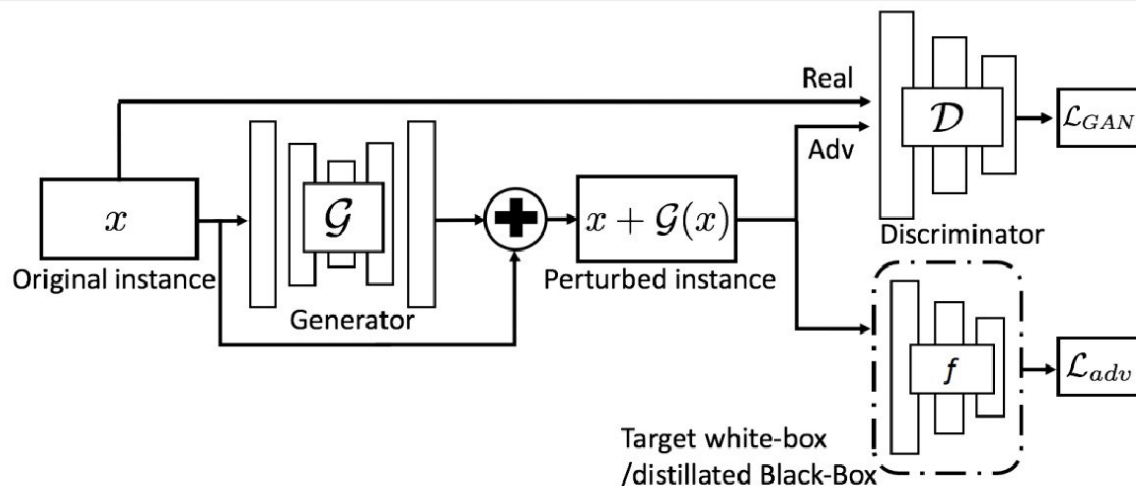 Real
𝒟
ℒ_GAN
Adv
x
𝒢
x + 𝒢(x)
Discriminator
Original instance
Perturbed instance
Generator
f
ℒ_adv
Target white-box
/distillated Black-Box